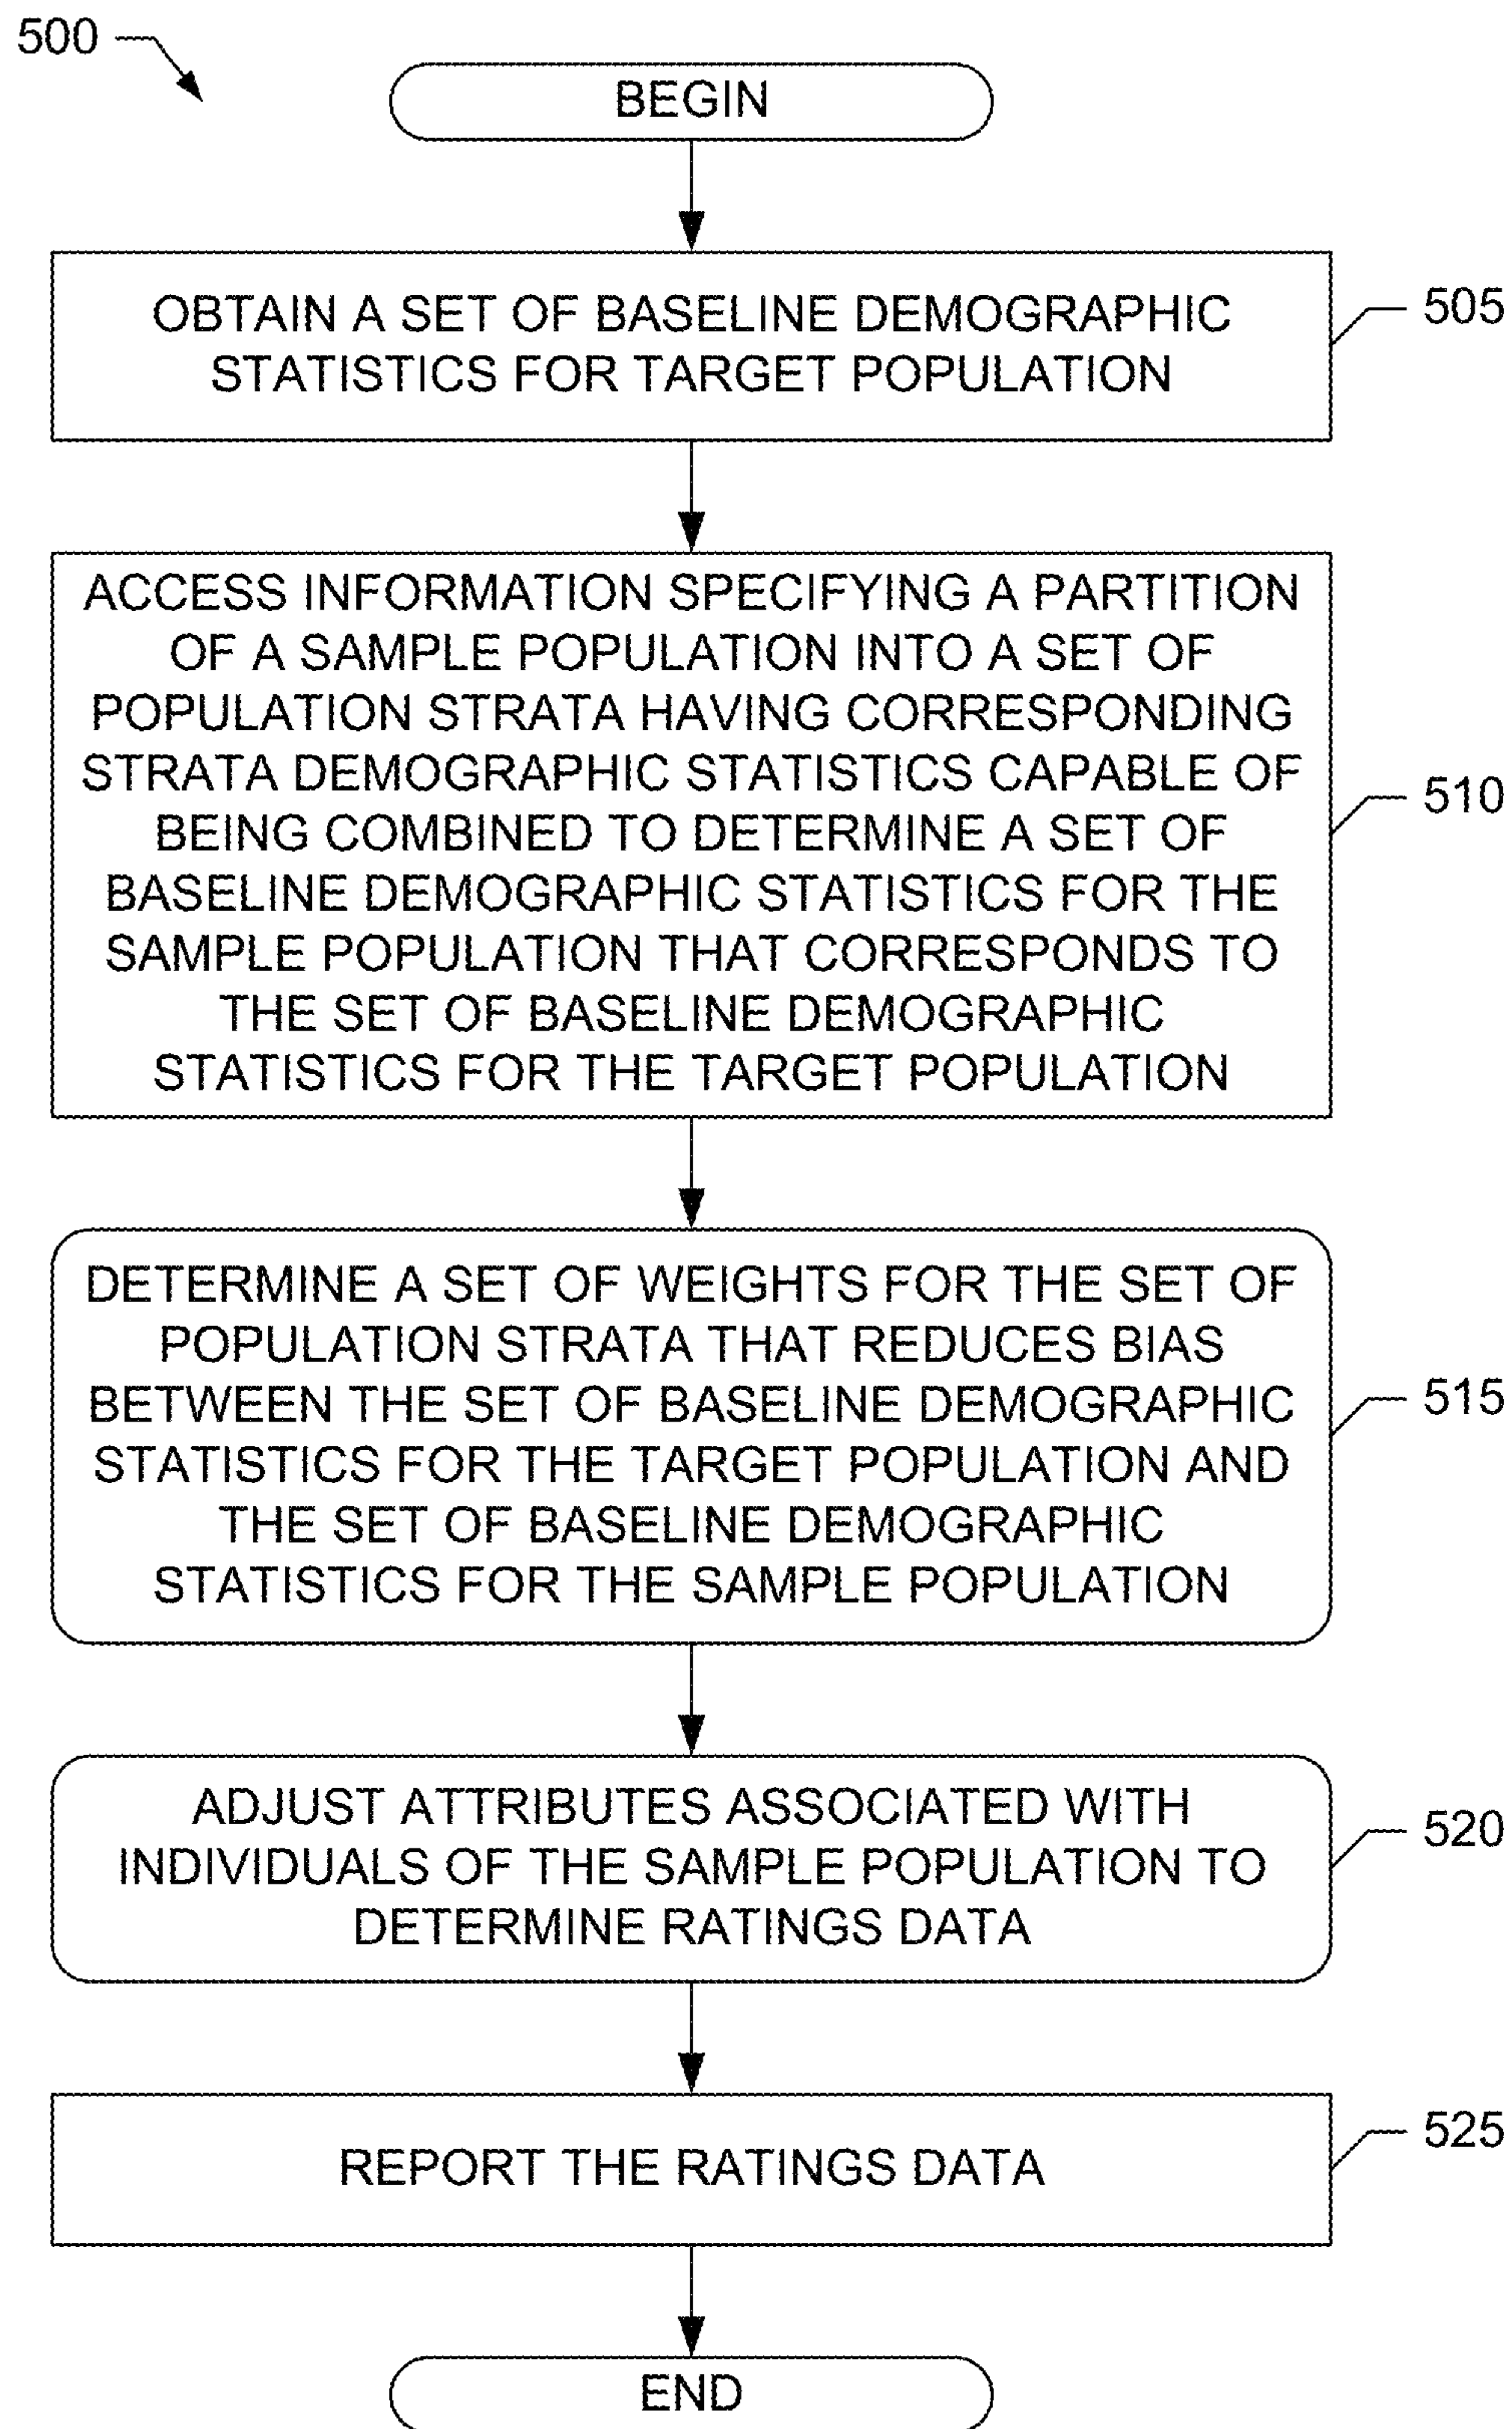 500
BEGIN
OBTAIN A SET OF BASELINE DEMOGRAPHIC
STATISTICS FOR TARGET POPULATION
505
ACCESS INFORMATION SPECIFYING A PARTITION
OF A SAMPLE POPULATION INTO A SET OF
POPULATION STRATA HAVING CORRESPONDING
STRATA DEMOGRAPHIC STATISTICS CAPABLE OF
BEING COMBINED TO DETERMINE A SET OF
BASELINE DEMOGRAPHIC STATISTICS FOR THE
SAMPLE POPULATION THAT CORRESPONDS TO
THE SET OF BASELINE DEMOGRAPHIC
STATISTICS FOR THE TARGET POPULATION
510
DETERMINE A SET OF WEIGHTS FOR THE SET OF
POPULATION STRATA THAT REDUCES BIAS
BETWEEN THE SET OF BASELINE DEMOGRAPHIC
STATISTICS FOR THE TARGET POPULATION AND
THE SET OF BASELINE DEMOGRAPHIC
STATISTICS FOR THE SAMPLE POPULATION
515
ADJUST ATTRIBUTES ASSOCIATED WITH
INDIVIDUALS OF THE SAMPLE POPULATION TO
DETERMINE RATINGS DATA
520
REPORT THE RATINGS DATA
525
END